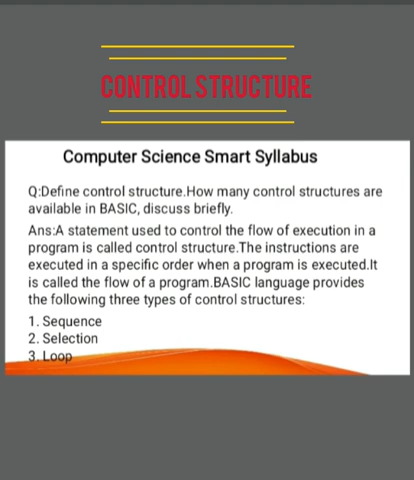 CONTROL STRUCTURE
Computer Science Smart Syllabus
Q:Define control structure.How many control structures are
available in BASIC, discuss briefly.
Ans:A statement used to control the flow of execution in a
program is called control structure.The instructions are
executed in a specific order when a program is executed.It
is called the flow of a program.BASIC language provides
the following three types of control structures:
1. Sequence
2. Selection
3. Loop